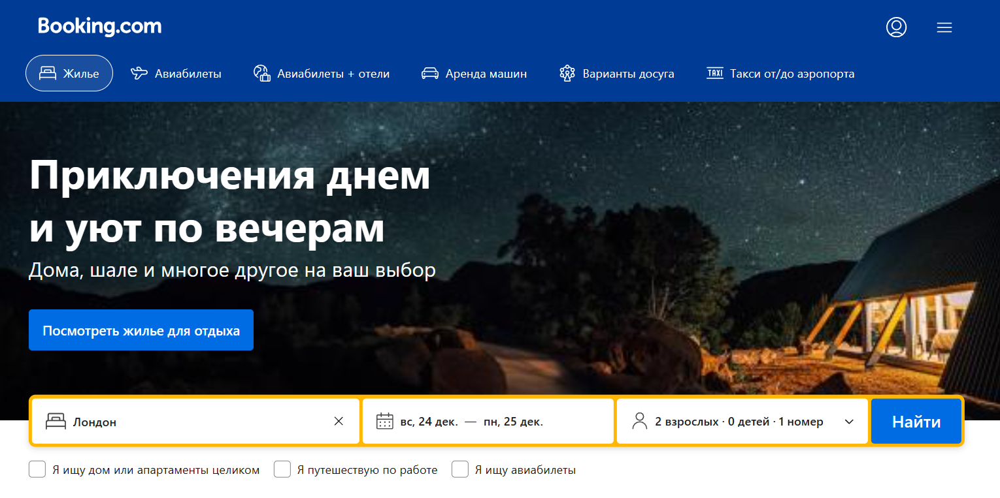 Booking.com
Жилье
Авиабилеты
Авиабилеты + отели
Аренда машин
Варианты досуга
TAXI Такси от/до аэропорта
Приключения днем
и уют по вечерам
Дома, шале и многое другое на ваш выбор
Посмотреть жилье для отдыха
Лондон
вс, 24 дек. — пн, 25 дек.
2 взрослых · 0 детей · 1 номер
Найти
Я ищу дом или апартаменты целиком
Я путешествую по работе
Я ищу авиабилеты